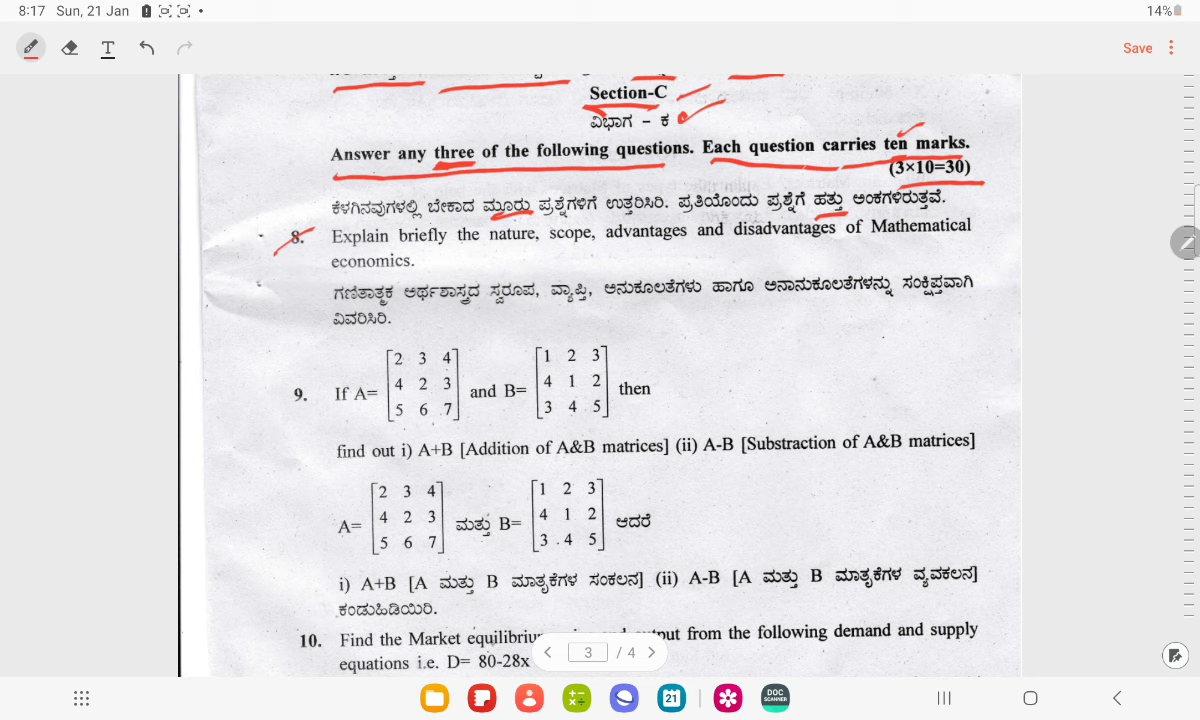 8:17 Sun, 21 Jan
14%
T
Save
Section-C
ವಿಭಾಗ - ಕ
Answer any three of the following questions. Each question carries ten marks.
(3×10=30)
ಕೆಳಗಿನವುಗಳಲ್ಲಿ ಬೇಕಾದ ಮೂರು ಪ್ರಶ್ನೆಗಳಿಗೆ ಉತ್ತರಿಸಿರಿ. ಪ್ರತಿಯೊಂದು ಪ್ರಶ್ನೆಗೆ ಹತ್ತು ಅಂಕಗಳಿರುತ್ತವೆ.
8. Explain briefly the nature, scope, advantages and disadvantages of Mathematical
economics.
ಗಣಿತಾತ್ಮಕ ಅರ್ಥಶಾಸ್ತ್ರದ ಸ್ವರೂಪ, ವ್ಯಾಪ್ತಿ, ಅನುಕೂಲತೆಗಳು ಹಾಗೂ ಅನಾನುಕೂಲತೆಗಳನ್ನು ಸಂಕ್ಷಿಪ್ತವಾಗಿ
ವಿವರಿಸಿರಿ.
2 3 4 1 2 3
9. If A= 4 2 3 and B= 4 1 2 then
5 6 7 3 4 5
find out i) A+B [Addition of A&B matrices] (ii) A-B [Substraction of A&B matrices]
2 3 4 1 2 3
A= 4 2 3 ಮತ್ತು B= 4 1 2 ಆದರೆ
5 6 7 3 4 5
i) A+B [A ಮತ್ತು B ಮಾತೃಕೆಗಳ ಸಂಕಲನ] (ii) A-B [A ಮತ್ತು B ಮಾತೃಕೆಗಳ ವ್ಯವಕಲನ]
ಕಂಡುಹಿಡಿಯಿರಿ.
10. Find the Market from the following demand and supply
equations i.e. D= 80-28x
3 / 4
21
DOC
SCANNER